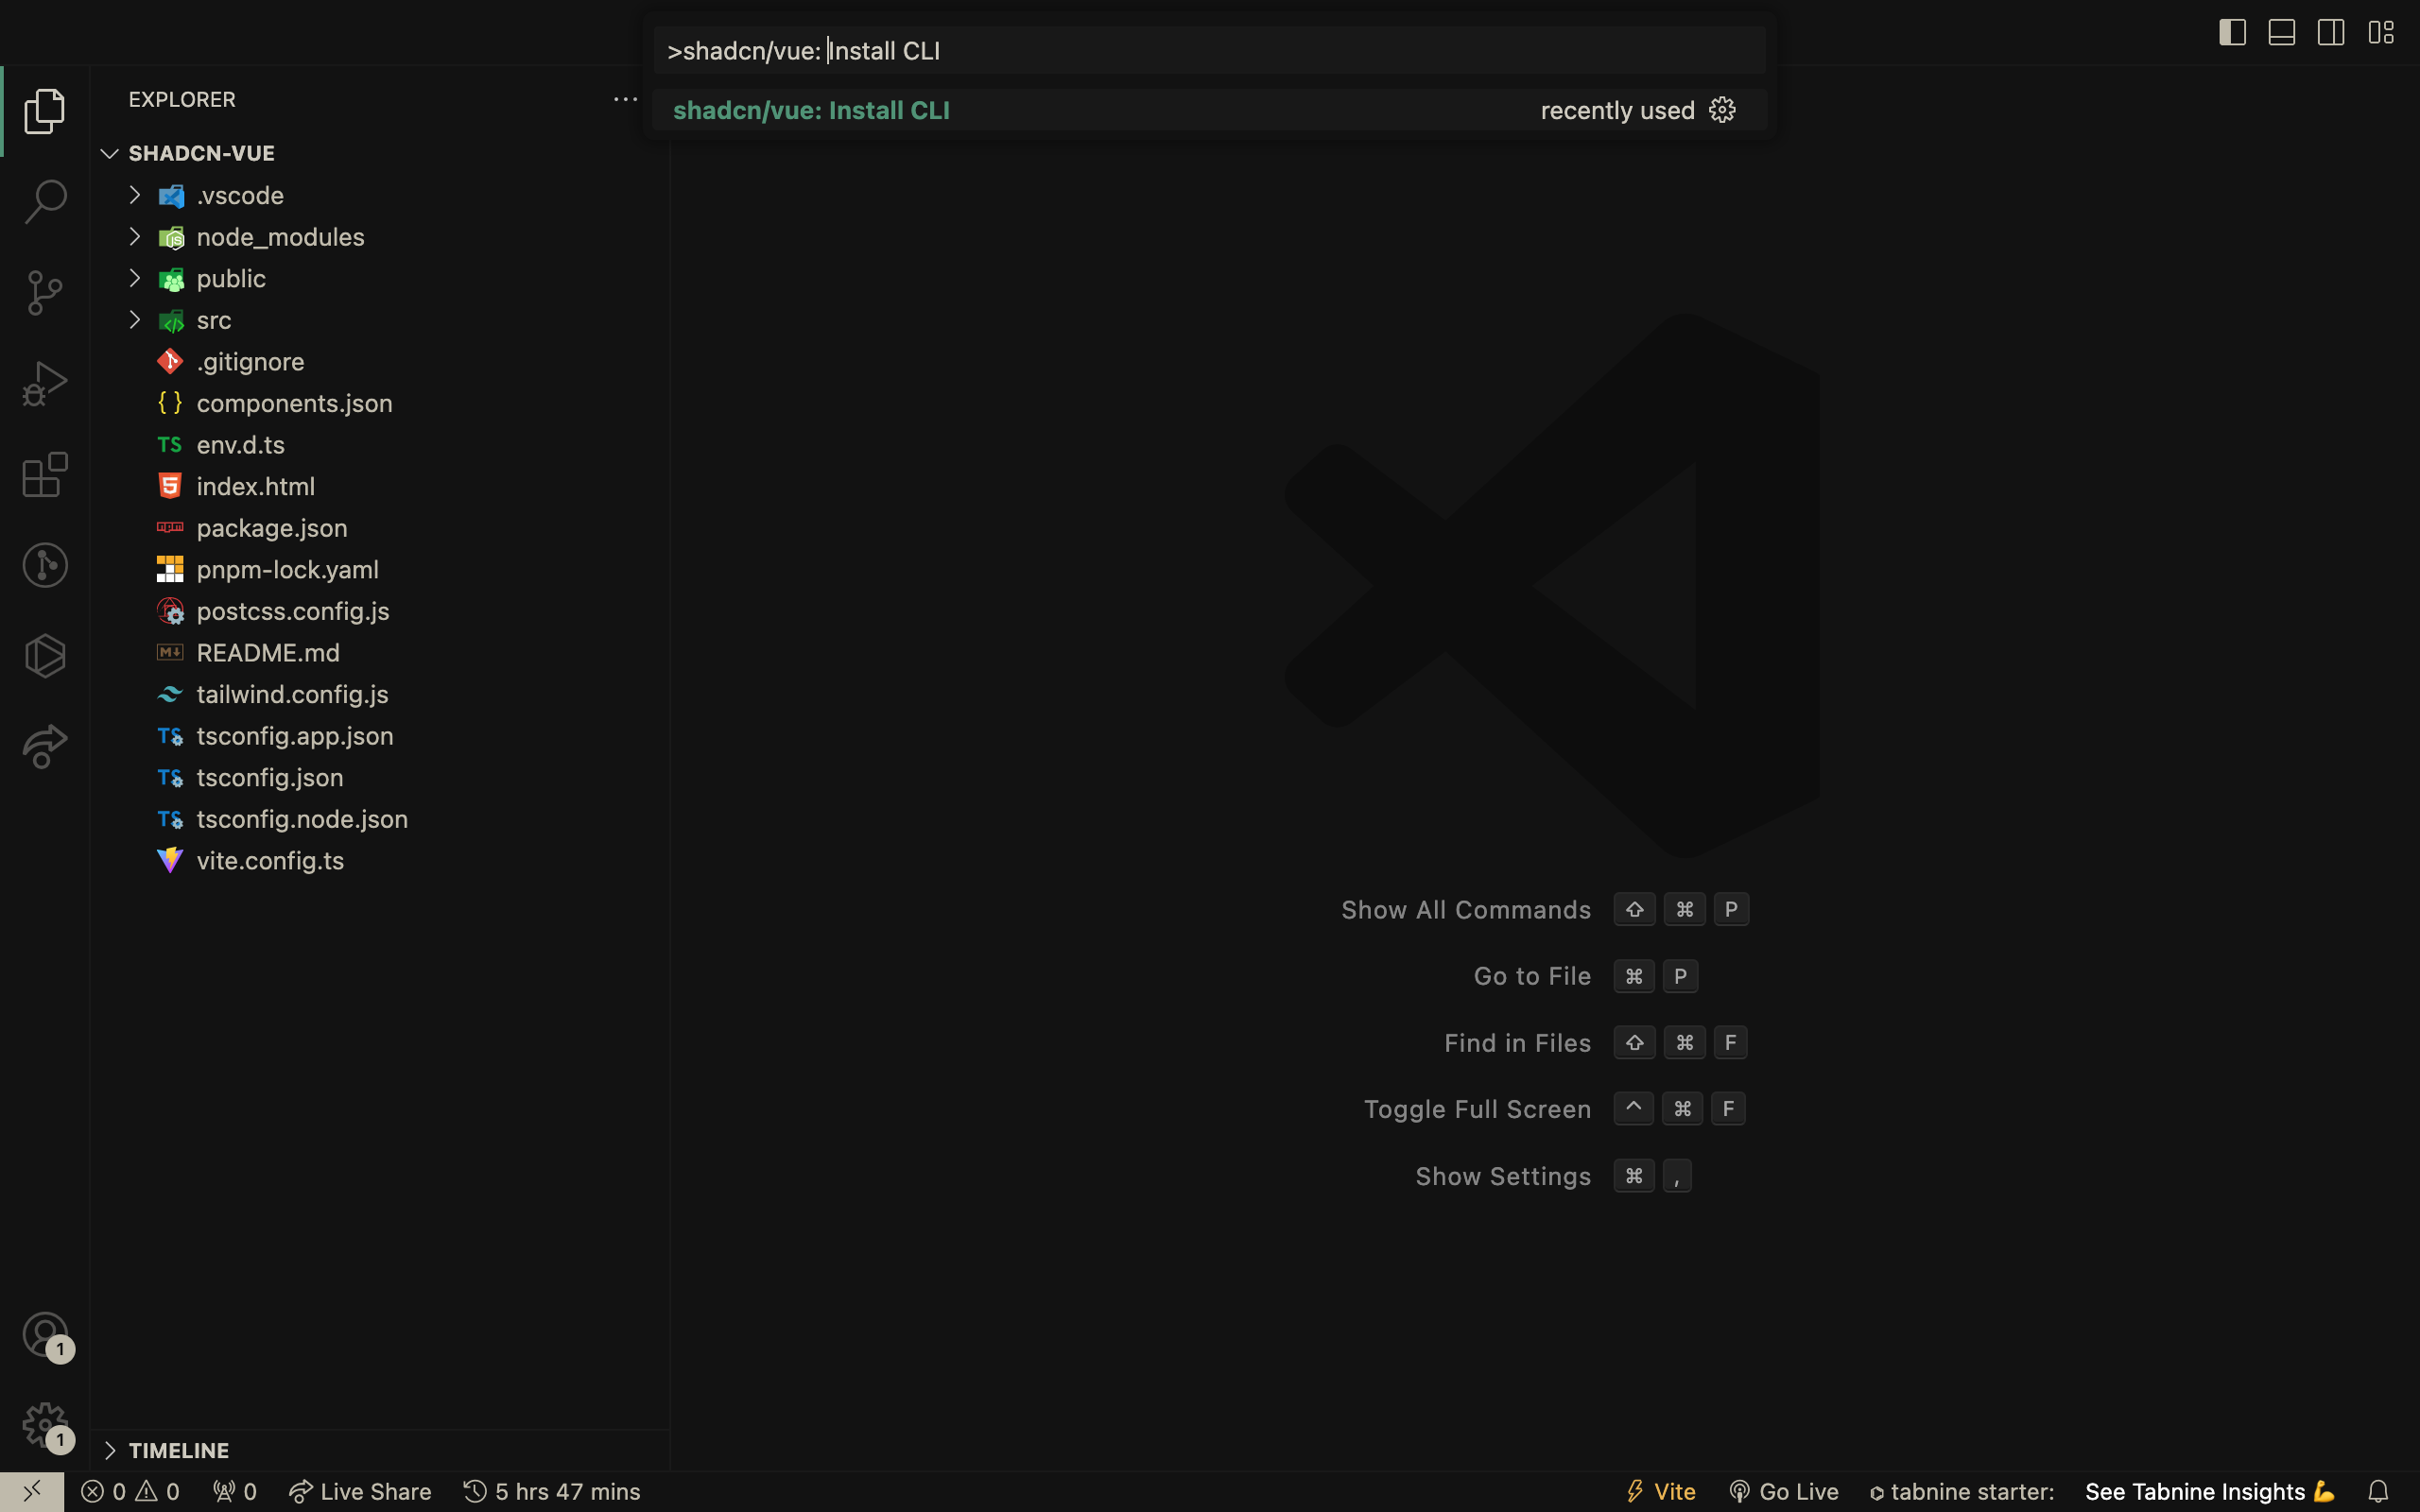 >shadcn/vue: Install CLI
shadcn/vue: Install CLI recently used
EXPLORER
SHADCN-VUE
.vscode
node_modules
public
src
.gitignore
components.json
TS env.d.ts
index.html
package.json
pnpm-lock.yaml
postcss.config.js
README.md
tailwind.config.js
TS tsconfig.app.json
TS tsconfig.json
TS tsconfig.node.json
vite.config.ts
Show All Commands ⇧ ⌘ P
Go to File ⌘ P
Find in Files ⇧ ⌘ F
Toggle Full Screen ^ ⌘ F
Show Settings ⌘ ,
1
1
TIMELINE
0 0 0 Live Share 5 hrs 47 mins Vite Go Live tabnine starter: See Tabnine Insights 💪